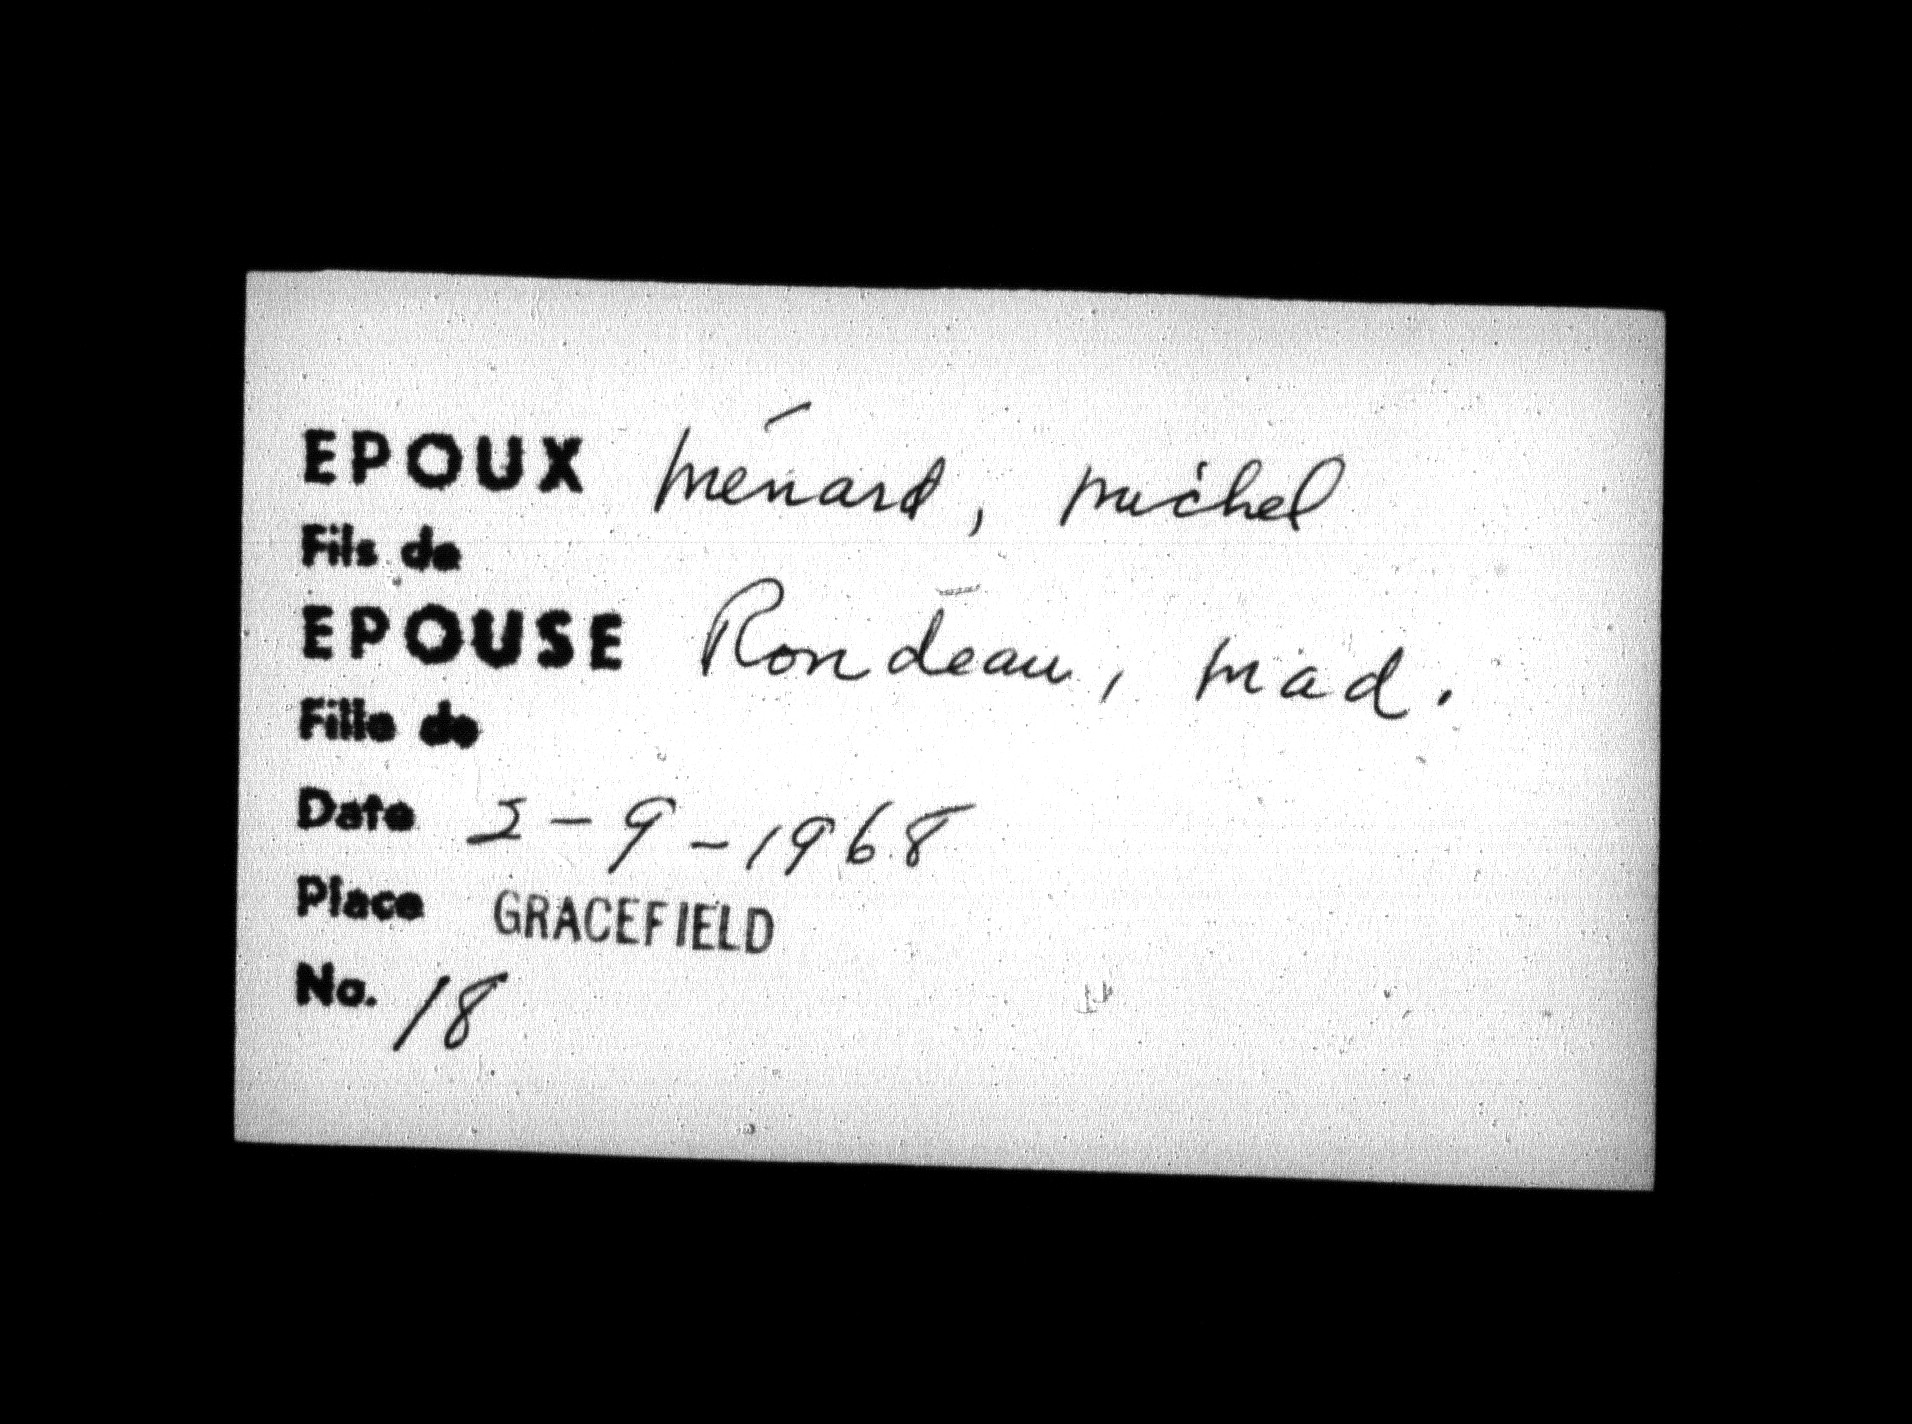 EPOUX Ménard, Michel
Fils de
EPOUSE Rondeau, Mad.
Fille de
Date 2-9-1968
Place GRACEFIELD
No. 18